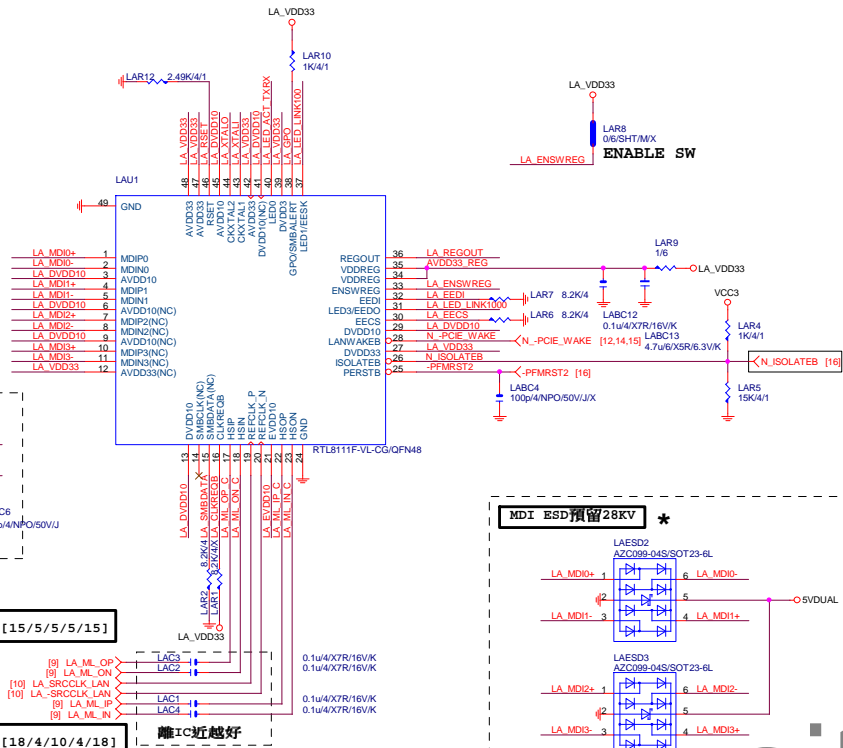 LA_VDD33
LAR10
1K/4/1
LAR12 2.49K/4/1
LA_VDD33
LA_VDD33
LA_RSET
LA_DVDD10
LA_XTALO
LA_XTALI
LA_VDD33
LA_DVDD10
LA_LED_ACT_TXRX
LA_VDD33
LA_GPO
LA_LED_LINK100
48 47 46 45 44 43 42 41 40 39 38 37
LA_VDD33
LAR8
0/6/SHT/M/X
ENABLE SW
LA_ENSWREG
LAU1
49 GND
AVDD33
AVDD33
RSET
AVDD10
CKXTAL2
CKXTAL1
AVDD33
DVDD10(NC)
LED0
DVDD3
GPO/SMBALERT
LED1/EESK
LA_MDI0+ 1 MDIP0
LA_MDI0- 2 MDIN0
LA_DVDD10 3 AVDD10
LA_MDI1+ 4 MDIP1
LA_MDI1- 5 MDIN1
LA_DVDD10 6 AVDD10(NC)
LA_MDI2+ 7 MDIP2(NC)
LA_MDI2- 8 MDIN2(NC)
LA_DVDD10 9 AVDD10(NC)
LA_MDI3+ 10 MDIP3(NC)
LA_MDI3- 11 MDIN3(NC)
LA_VDD33 12 AVDD33(NC)
REGOUT 36 LA_REGOUT
VDDREG 35 AVDD33_REG
VDDREG 34
ENSWREG 33 LA_ENSWREG
EEDI 32 LA_EEDI
LED3/EEDO 31 LA_LED_LINK1000
EECS 30 LA_EECS
DVDD10 29 LA_DVDD10
LANWAKEB 28 N_-PCIE_WAKE
DVDD33 27 LA_VDD33
ISOLATEB 26 N_ISOLATEB
PERSTB 25 -PFMRST2
LAR7 8.2K/4
LAR6 8.2K/4
N_-PCIE_WAKE [12,14,15]
-PFMRST2 [16]
LABC4
100p/4/NPO/50V/J/X
LAR9
1/6
LA_VDD33
LABC12
0.1u/4/X7R/16V/K
LABC13
4.7u/6/X5R/6.3V/K
VCC3
LAR4
1K/4/1
N_ISOLATEB [16]
LAR5
15K/4/1
DVDD10
SMBCLK(NC)
SMBDATA(NC)
CLKREQB
HSIP
HSIN
REFCLK_P
REFCLK_N
EVDD10
HSOP
HSON
GND
RTL8111F-VL-CG/QFN48
13 14 15 16 17 18 19 20 21 22 23 24
LA_DVDD10
LA_SMBDATA
LA_CLKREQB
LA_ML_OP_C
LA_ML_ON_C
LA_EVDD10
LA_ML_IP_C
LA_ML_IN_C
8.2K/4
8.2K/4/X
LAR2
LAR1
LA_VDD33
C6
/4/NPO/50V/J
[15/5/5/5/15]
[9] LA_ML_OP LAC3 0.1u/4/X7R/16V/K
[9] LA_ML_ON LAC2 0.1u/4/X7R/16V/K
[10] LA_SRCCLK_LAN
[10] LA_-SRCCLK_LAN
[9] LA_ML_IP LAC1 0.1u/4/X7R/16V/K
[9] LA_ML_IN LAC4 0.1u/4/X7R/16V/K
離IC近越好
[18/4/10/4/18]
MDI ESD預留28KV *
LAESD2
AZC099-04S/SOT23-6L
LA_MDI0+ 1 6 LA_MDI0-
2 5 5VDUAL
LA_MDI1- 3 4 LA_MDI1+
LAESD3
AZC099-04S/SOT23-6L
LA_MDI2+ 1 6 LA_MDI2-
2 5
LA_MDI3- 3 4 LA_MDI3+